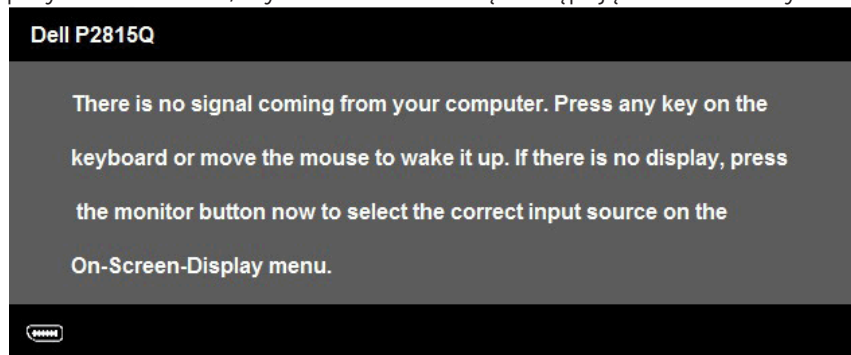 Dell P2815Q
There is no signal coming from your computer. Press any key on the
keyboard or move the mouse to wake it up. If there is no display, press
the monitor button now to select the correct input source on the
On-Screen-Display menu.